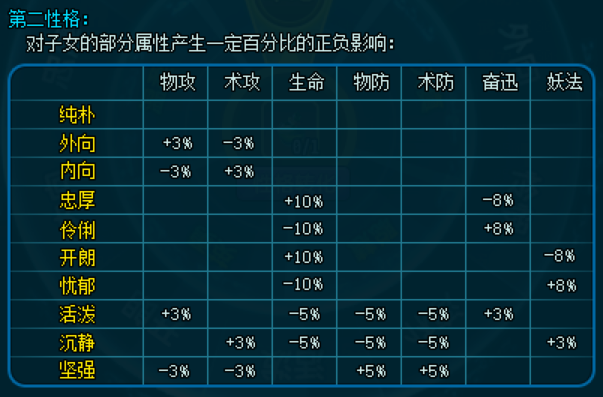 第二性格：
对子女的部分属性产生一定百分比的正负影响：
物攻 术攻 生命 物防 术防 奋迅 妖法
纯朴
外向 +3% -3%
内向 -3% +3%
忠厚 +10% -8%
伶俐 -10% +8%
开朗 +10% -8%
忧郁 -10% +8%
活泼 +3% -5% -5% -5% +3%
沉静 +3% -5% -5% -5% +3%
坚强 -3% -3% +5% +5%